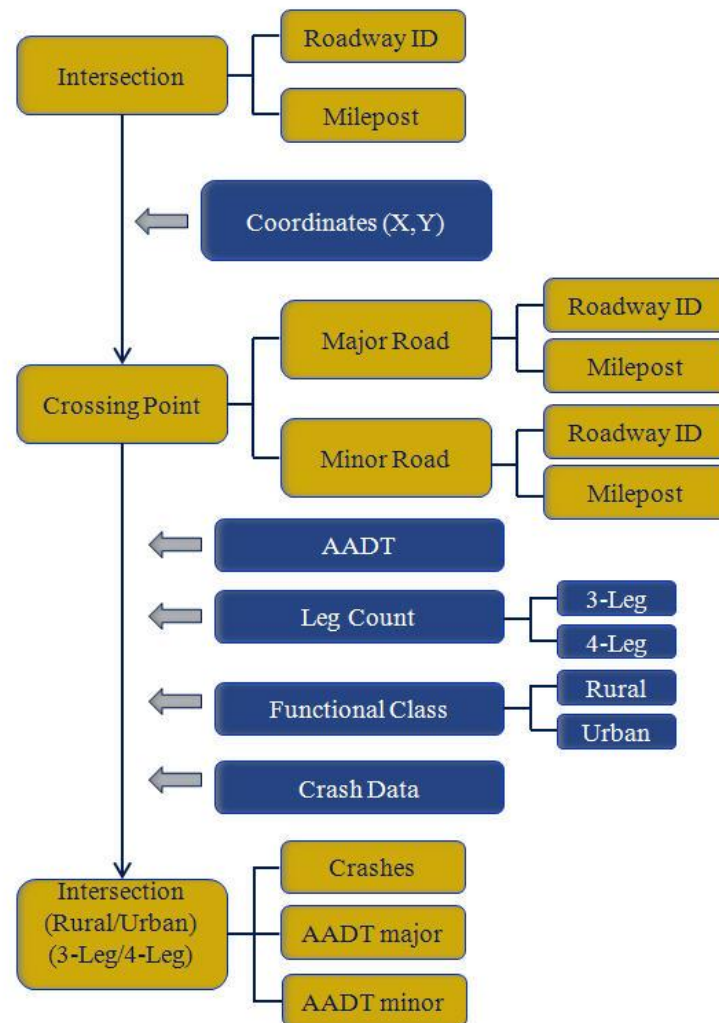 Roadway ID
Intersection
Milepost
Coordinates (X,Y)
Roadway ID
Major Road
Milepost
Crossing Point
Roadway ID
Minor Road
Milepost
AADT
3-Leg
Leg Count
4-Leg
Rural
Functional Class
Urban
Crash Data
Intersection
(Rural/Urban)
(3-Leg/4-Leg)
Crashes
AADT major
AADT minor